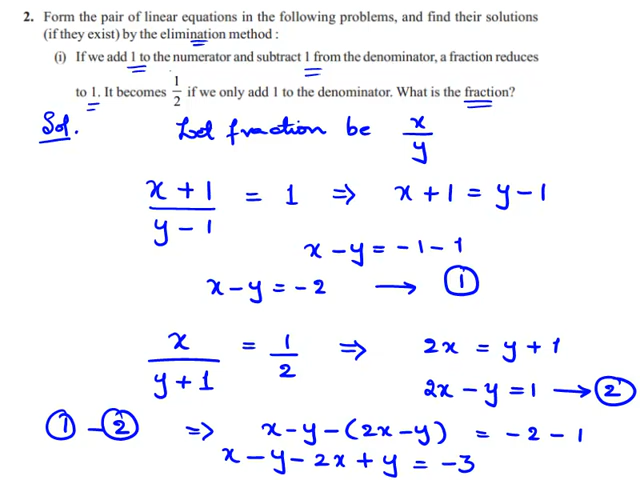 2. Form the pair of linear equations in the following problems, and find their solutions
(if they exist) by the elimination method :
(i) If we add 1 to the numerator and subtract 1 from the denominator, a fraction reduces
to 1. It becomes 1/2 if we only add 1 to the denominator. What is the fraction?
Sol. Let fraction be x/y
(x + 1)/(y - 1) = 1 ⇒ x + 1 = y - 1
x - y = -1 - 1
x - y = -2 → ①
x/(y + 1) = 1/2 ⇒ 2x = y + 1
2x - y = 1 → ②
① - ② ⇒ x - y - (2x - y) = -2 - 1
x - y - 2x + y = -3